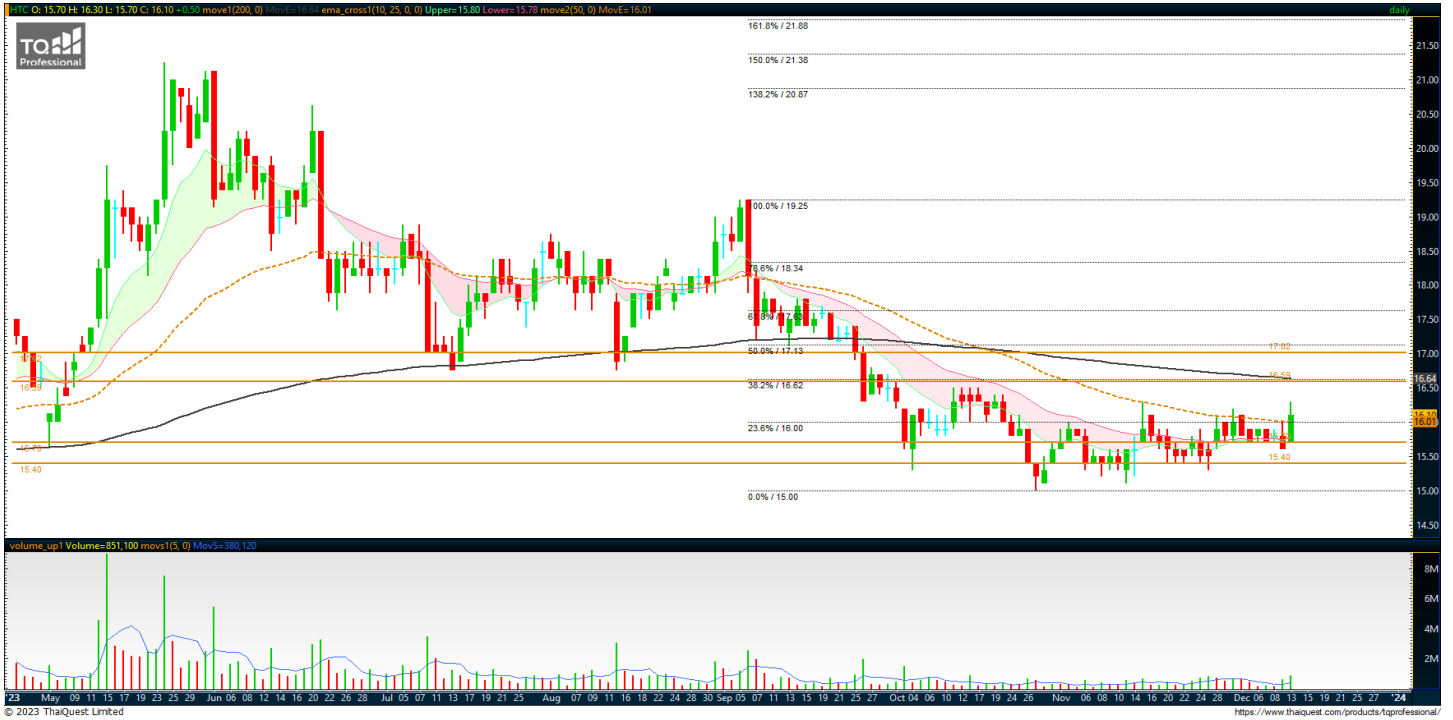 HTC O: 15.70 H: 16.30 L: 15.70 C: 16.10 +0.50 move1(200, 0) MovE=16.64 ema_cross1(10, 25, 0, 0) Upper=15.80 Lower=15.78 move2(50, 0) MovE=16.01 daily
TQ
Professional
161.8% / 21.88
21.50
150.0% / 21.38
21.00
138.2% / 20.87
20.50
20.00
19.50
100.0% / 19.25
19.00
18.50
78.6% / 18.34
18.00
61.8% / 17.63
17.50
17.02
50.0% / 17.13
17.00
16.59
16.64
38.2% / 16.62
16.50
16.10
23.6% / 16.00
16.01
15.70
15.50
15.40
15.40
0.0% / 15.00
15.00
14.50
volume_up1 Volume=851,100 movs1(5, 0) MovS=380,120
8M
6M
4M
2M
'23 May 09 11 15 17 19 23 25 29 Jun 06 08 12 14 16 20 22 26 28 Jul 05 07 11 13 17 19 21 25 Aug 07 09 11 16 18 22 24 28 30 Sep 05 07 11 13 15 19 21 25 27 Oct 04 06 10 12 16 18 20 24 26 Nov 06 08 10 14 16 20 22 24 28 Dec 06 08 13 15 19 21 25 27 '24
© 2023 ThaiQuest Limited https://www.thaiquest.com/products/tqprofessional/